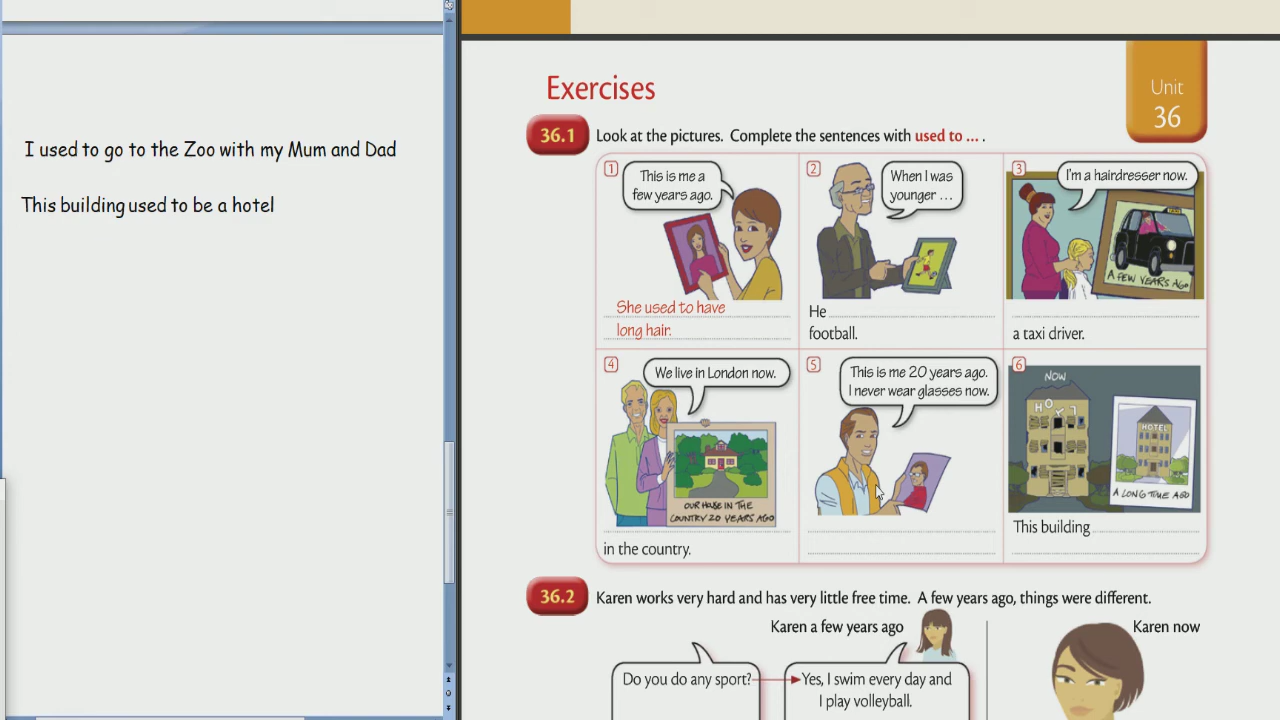 I used to go to the Zoo with my Mum and Dad
This building used to be a hotel
Exercises
Unit
36
36.1 Look at the pictures. Complete the sentences with used to ... .
1
This is me a
few years ago.
She used to have
long hair.
2
When I was
younger ...
He
football.
3
I'm a hairdresser now.
TAXI
A FEW YEARS AGO
a taxi driver.
4
We live in London now.
OUR HOUSE IN THE
COUNTRY 20 YEARS AGO
in the country.
5
This is me 20 years ago.
I never wear glasses now.
6
NOW
HOTEL
A LONG TIME AGO
This building
36.2 Karen works very hard and has very little free time. A few years ago, things were different.
Karen a few years ago
Karen now
Do you do any sport?
Yes, I swim every day and
I play volleyball.